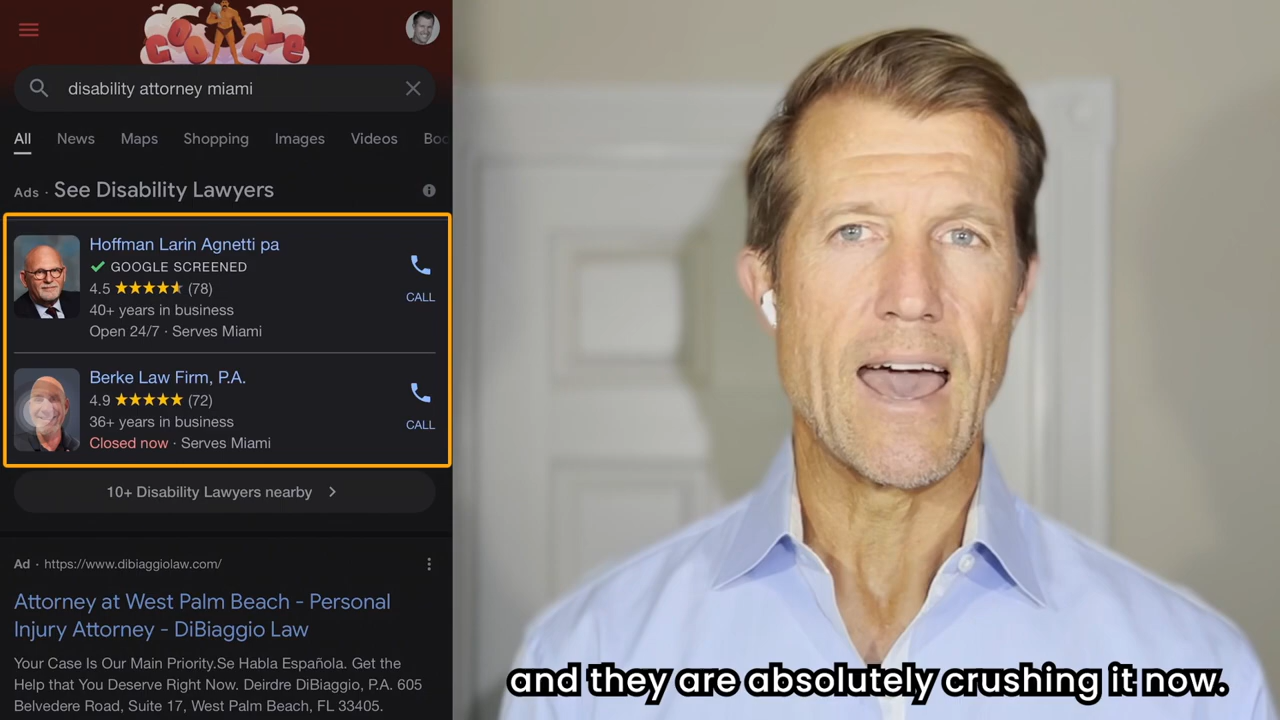 GOOGLE
disability attorney miami
All News Maps Shopping Images Videos Boo
Ads · See Disability Lawyers
Hoffman Larin Agnetti pa
GOOGLE SCREENED
4.5 (78)
CALL
40+ years in business
Open 24/7 · Serves Miami
Berke Law Firm, P.A.
4.9 (72)
36+ years in business
CALL
Closed now · Serves Miami
10+ Disability Lawyers nearby
Ad · https://www.dibiaggiolaw.com/
Attorney at West Palm Beach - Personal
Injury Attorney - DiBiaggio Law
Your Case Is Our Main Priority.Se Habla Española. Get the
Help that You Deserve Right Now. Deirdre DiBiaggio, P.A. 605
Belvedere Road, Suite 17, West Palm Beach, FL 33405.
and they are absolutely crushing it now.